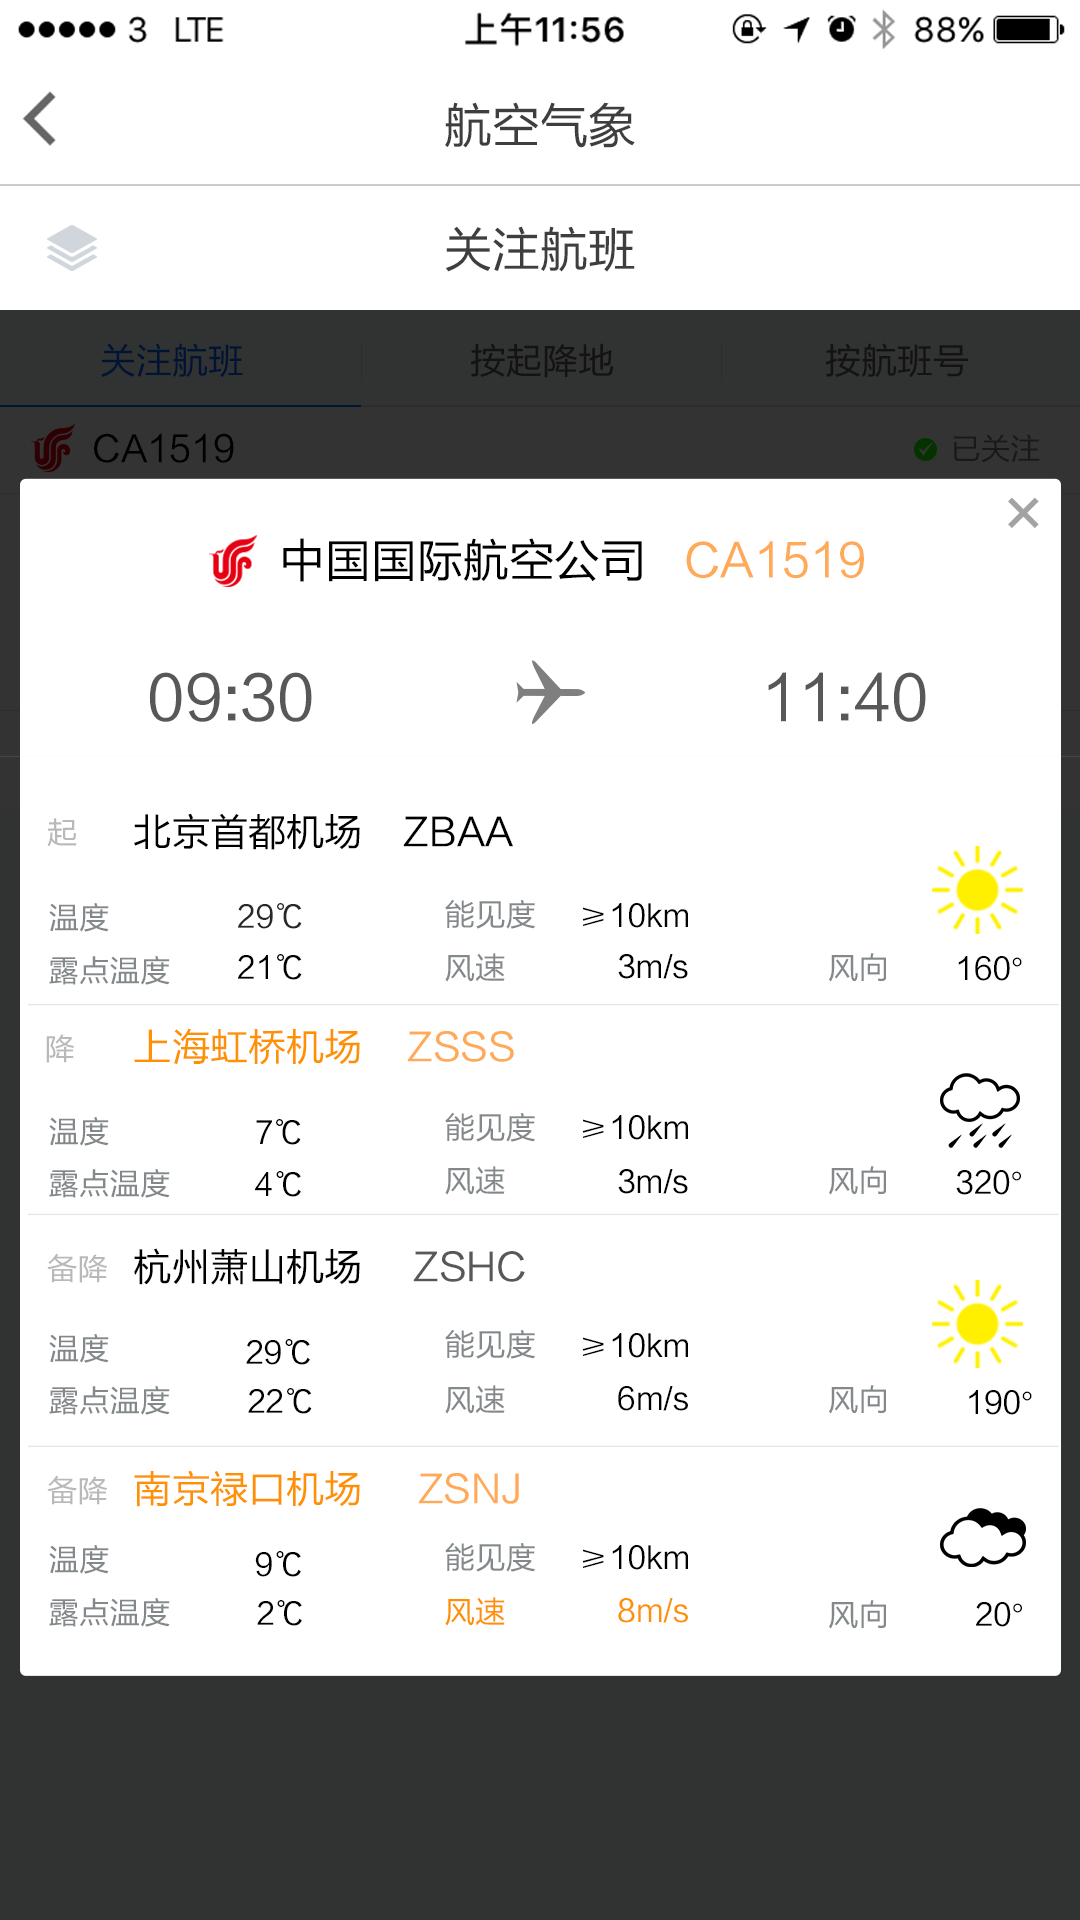 3 LTE 上午11:56 88%
航空气象
关注航班
关注航班 按起降地 按航班号
CA1519 已关注
中国国际航空公司 CA1519
09:30 11:40
起 北京首都机场 ZBAA
温度 29℃ 能见度 ≥10km
露点温度 21℃ 风速 3m/s 风向 160°
降 上海虹桥机场 ZSSS
温度 7℃ 能见度 ≥10km
露点温度 4℃ 风速 3m/s 风向 320°
备降 杭州萧山机场 ZSHC
温度 29℃ 能见度 ≥10km
露点温度 22℃ 风速 6m/s 风向 190°
备降 南京禄口机场 ZSNJ
温度 9℃ 能见度 ≥10km
露点温度 2℃ 风速 8m/s 风向 20°